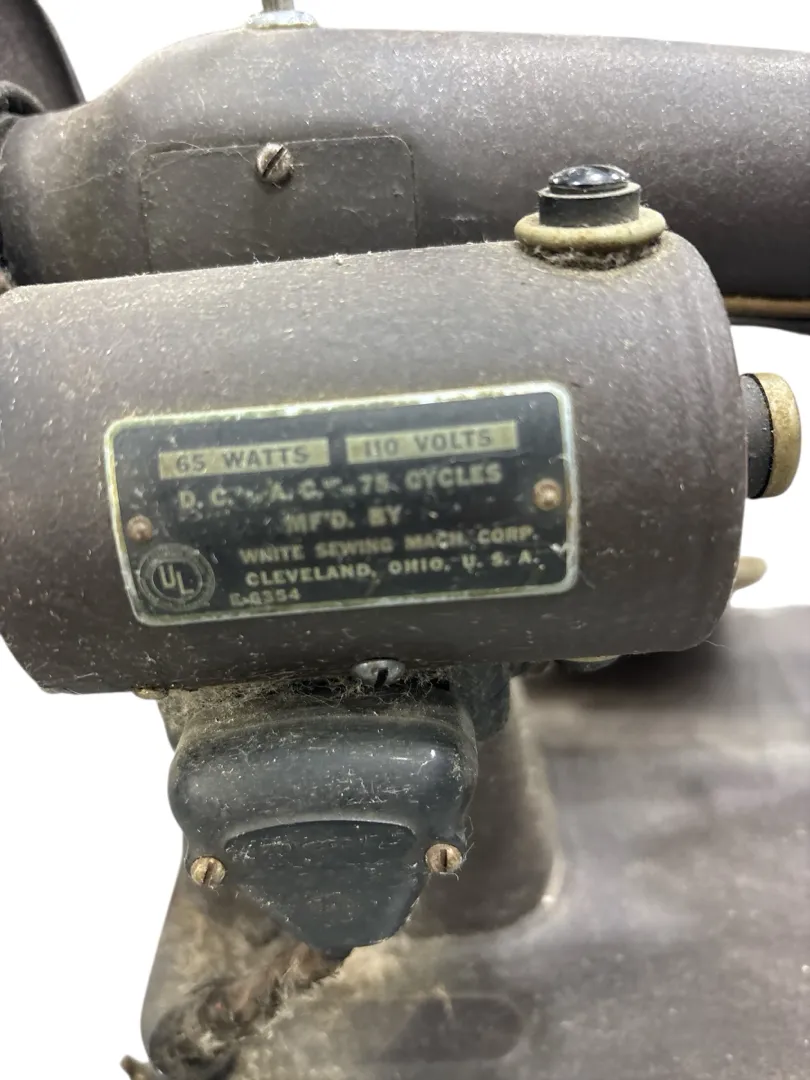 65 WATTS 110 VOLTS
D. C. - A. C. - 75. CYCLES
MF'D. BY
WHITE SEWING MACH. CORP.
CLEVELAND, OHIO, U. S. A.
UL
E-6354